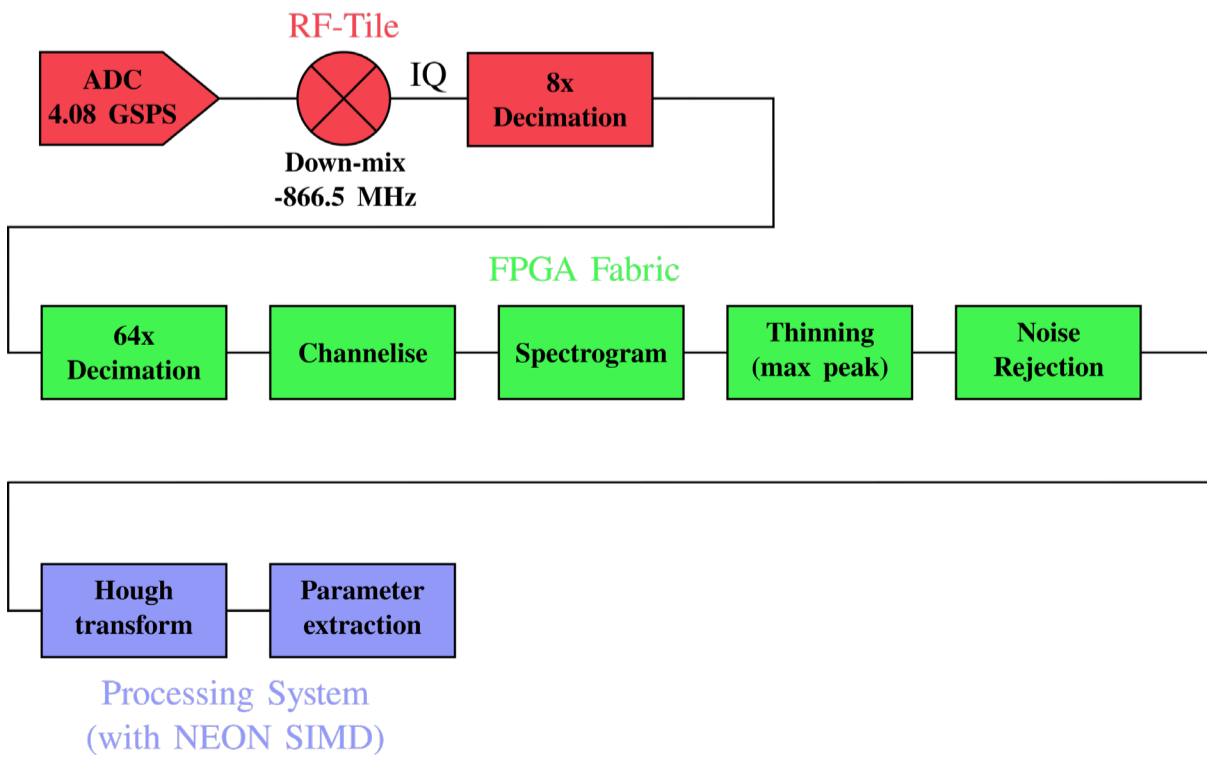 RF-Tile
ADC
4.08 GSPS
IQ
8x
Decimation
Down-mix
-866.5 MHz
FPGA Fabric
64x
Decimation
Channelise
Spectrogram
Thinning
(max peak)
Noise
Rejection
Hough
transform
Parameter
extraction
Processing System
(with NEON SIMD)